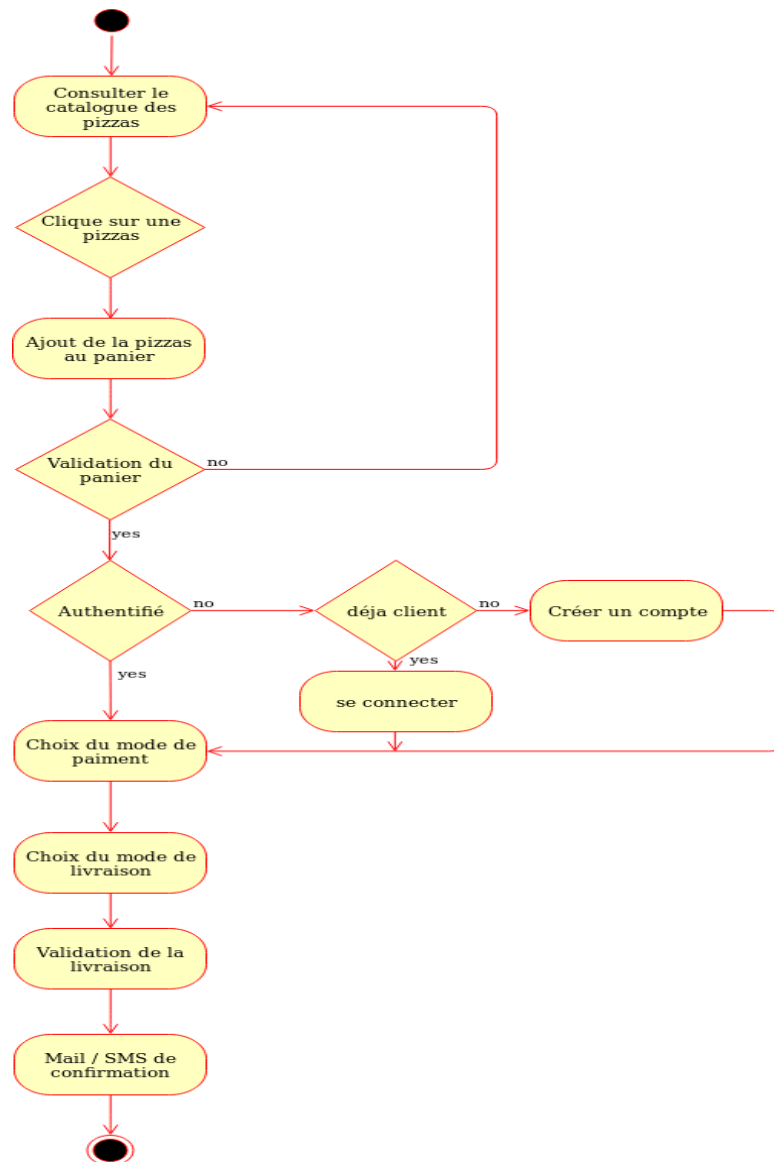 Consulter le
catalogue des
pizzas
Clique sur une
pizzas
Ajout de la pizzas
au panier
Validation du
panier
no
yes
Authentifié
no
déja client
no
Créer un compte
yes
yes
se connecter
Choix du mode de
paiment
Choix du mode de
livraison
Validation de la
livraison
Mail / SMS de
confirmation